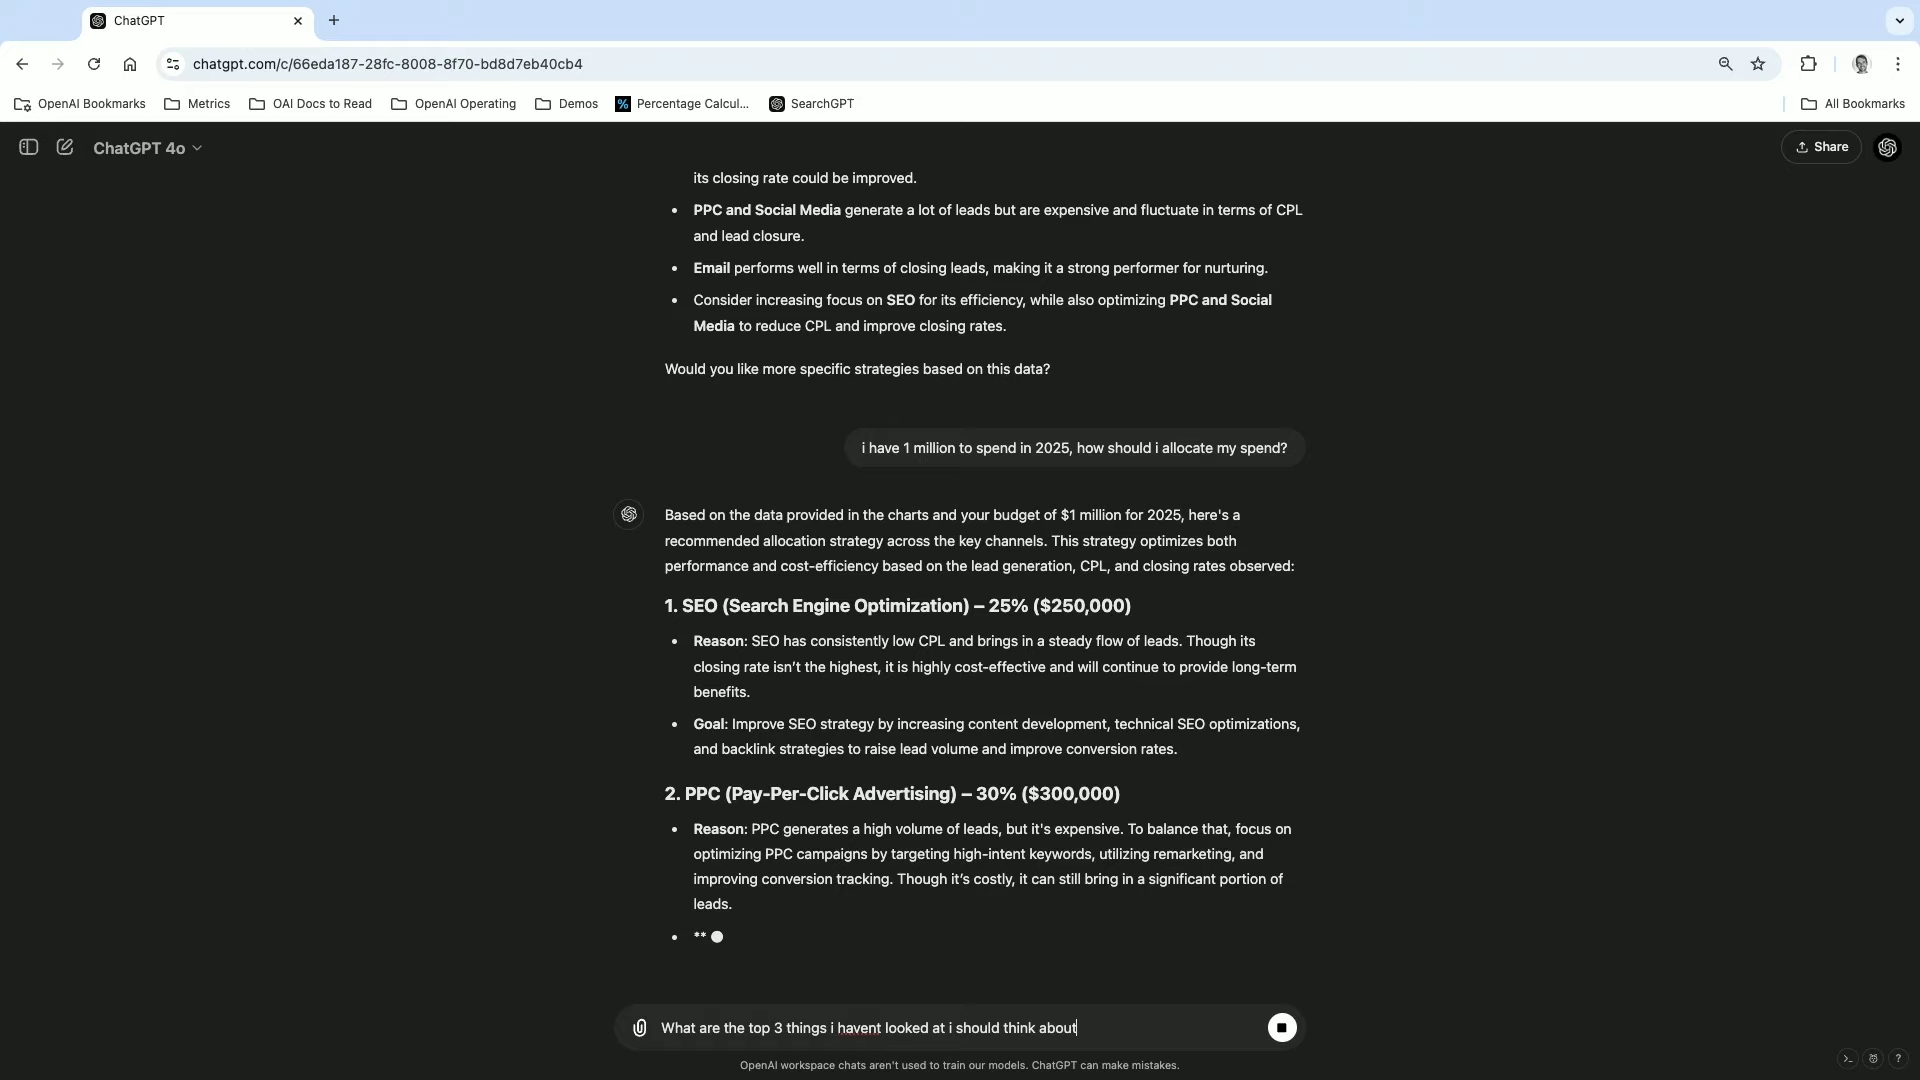 ChatGPT
chatgpt.com/c/66eda187-28fc-8008-8f70-bd8d7eb40cb4
OpenAI Bookmarks
Metrics
OAI Docs to Read
OpenAI Operating
Demos
%
Percentage Calcul...
SearchGPT
All Bookmarks
ChatGPT 4o
Share
its closing rate could be improved.
• PPC and Social Media generate a lot of leads but are expensive and fluctuate in terms of CPL
and lead closure.
• Email performs well in terms of closing leads, making it a strong performer for nurturing.
• Consider increasing focus on SEO for its efficiency, while also optimizing PPC and Social
Media to reduce CPL and improve closing rates.
Would you like more specific strategies based on this data?
i have 1 million to spend in 2025, how should i allocate my spend?
Based on the data provided in the charts and your budget of $1 million for 2025, here's a
recommended allocation strategy across the key channels. This strategy optimizes both
performance and cost-efficiency based on the lead generation, CPL, and closing rates observed:
1. SEO (Search Engine Optimization) – 25% ($250,000)
• Reason: SEO has consistently low CPL and brings in a steady flow of leads. Though its
closing rate isn’t the highest, it is highly cost-effective and will continue to provide long-term
benefits.
• Goal: Improve SEO strategy by increasing content development, technical SEO optimizations,
and backlink strategies to raise lead volume and improve conversion rates.
2. PPC (Pay-Per-Click Advertising) – 30% ($300,000)
• Reason: PPC generates a high volume of leads, but it's expensive. To balance that, focus on
optimizing PPC campaigns by targeting high-intent keywords, utilizing remarketing, and
improving conversion tracking. Though it’s costly, it can still bring in a significant portion of
leads.
• **
What are the top 3 things i havent looked at i should think about
OpenAI workspace chats aren't used to train our models. ChatGPT can make mistakes.
?